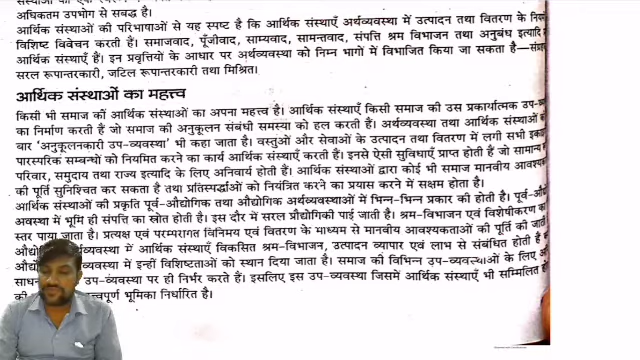 अधिकतम उपभोग से सबद्ध है।
आर्थिक संस्थाओं की परिभाषाओं से यह स्पष्ट है कि आर्थिक संस्थाएँ अर्थव्यवस्था में उत्पादन तथा वितरण के
विशिष्ट विवेचन करती हैं। समाजवाद, पूँजीवाद, साम्यवाद, सामन्तवाद, संपत्ति श्रम विभाजन तथा अनुबंध इत्यादि
आर्थिक संस्थाएँ हैं। इन प्रवृत्तियों के आधार पर अर्थव्यवस्था को निम्न भागों में विभाजित किया जा सकता है—
सरल रूपान्तरकारी, जटिल रूपान्तरकारी तथा मिश्रित।
आर्थिक संस्थाओं का महत्त्व
किसी भी समाज की आर्थिक संस्थाओं का अपना महत्त्व है। आर्थिक संस्थाएँ किसी समाज की उस प्रकार्यात्मक
का निर्माण करती हैं जो समाज की अनुकूलन संबंधी समस्या को हल करती हैं। अर्थव्यवस्था तथा आर्थिक संस्थाओं
बार 'अनुकूलनकारी उप-व्यवस्था' भी कहा जाता है। वस्तुओं और सेवाओं के उत्पादन तथा वितरण में लगी सभी
पारस्परिक सम्बन्धों को नियमित करने का कार्य आर्थिक संस्थाएँ करती हैं। इनसे ऐसी सुविधाएँ प्राप्त होती हैं जो
परिवार, समुदाय तथा राज्य इत्यादि के लिए अनिवार्य होती हैं। आर्थिक संस्थाओं द्वारा कोई भी समाज मानवीय
की पूर्ति सुनिश्चित कर सकता है तथा प्रतिस्पर्द्धाओं को नियंत्रित करने का प्रयास करने में सक्षम होता है।
आर्थिक संस्थाओं की प्रकृति पूर्व-औद्योगिक तथा औद्योगिक अर्थव्यवस्थाओं में भिन्न-भिन्न प्रकार की होती है।
अवस्था में भूमि ही संपत्ति का स्रोत होती है। इस दौर में सरल प्रौद्योगिकी पाई जाती है। श्रम-विभाजन एवं विशेषीकरण का
स्तर पाया जाता है। प्रत्यक्ष एवं परम्परागत विनिमय एवं वितरण के माध्यम से मानवीय आवश्यकताओं की पूर्ति की जाती
अर्थव्यवस्था में आर्थिक संस्थाएँ विकसित श्रम-विभाजन, उत्पादन व्यापार एवं लाभ से संबंधित होती हैं
व्यवस्था में इन्हीं विशिष्टताओं को स्थान दिया जाता है। समाज की विभिन्न उप-व्यवस्थाओं के लिए
उप-व्यवस्था पर ही निर्भर करते हैं। इसलिए इस उप-व्यवस्था जिसमें आर्थिक संस्थाएँ भी सम्मिलित
भूमिका निर्धारित है।